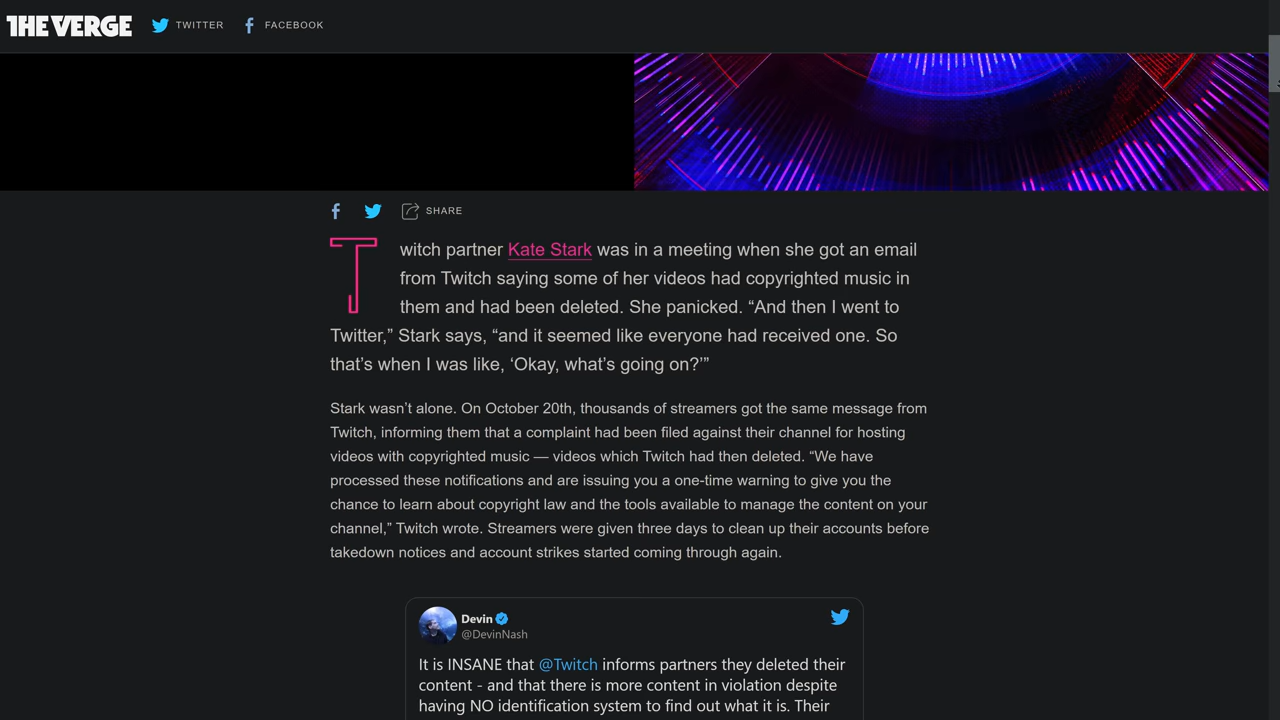 THE VERGE TWITTER FACEBOOK
SHARE
Twitch partner Kate Stark was in a meeting when she got an email
from Twitch saying some of her videos had copyrighted music in
them and had been deleted. She panicked. “And then I went to
Twitter,” Stark says, “and it seemed like everyone had received one. So
that’s when I was like, ‘Okay, what’s going on?’”
Stark wasn’t alone. On October 20th, thousands of streamers got the same message from
Twitch, informing them that a complaint had been filed against their channel for hosting
videos with copyrighted music — videos which Twitch had then deleted. “We have
processed these notifications and are issuing you a one-time warning to give you the
chance to learn about copyright law and the tools available to manage the content on your
channel,” Twitch wrote. Streamers were given three days to clean up their accounts before
takedown notices and account strikes started coming through again.
Devin
@DevinNash
It is INSANE that @Twitch informs partners they deleted their
content - and that there is more content in violation despite
having NO identification system to find out what it is. Their